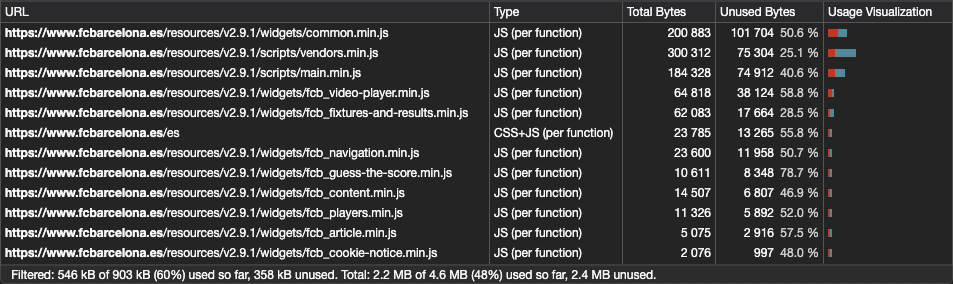 URL Type Total Bytes Unused Bytes Usage Visualization
https://www.fcbarcelona.es/resources/v2.9.1/widgets/common.min.js JS (per function) 200 883 101 704 50.6 %
https://www.fcbarcelona.es/resources/v2.9.1/scripts/vendors.min.js JS (per function) 300 312 75 304 25.1 %
https://www.fcbarcelona.es/resources/v2.9.1/scripts/main.min.js JS (per function) 184 328 74 912 40.6 %
https://www.fcbarcelona.es/resources/v2.9.1/widgets/fcb_video-player.min.js JS (per function) 64 818 38 124 58.8 %
https://www.fcbarcelona.es/resources/v2.9.1/widgets/fcb_fixtures-and-results.min.js JS (per function) 62 083 17 664 28.5 %
https://www.fcbarcelona.es/es CSS+JS (per function) 23 785 13 265 55.8 %
https://www.fcbarcelona.es/resources/v2.9.1/widgets/fcb_navigation.min.js JS (per function) 23 600 11 958 50.7 %
https://www.fcbarcelona.es/resources/v2.9.1/widgets/fcb_guess-the-score.min.js JS (per function) 10 611 8 348 78.7 %
https://www.fcbarcelona.es/resources/v2.9.1/widgets/fcb_content.min.js JS (per function) 14 507 6 807 46.9 %
https://www.fcbarcelona.es/resources/v2.9.1/widgets/fcb_players.min.js JS (per function) 11 326 5 892 52.0 %
https://www.fcbarcelona.es/resources/v2.9.1/widgets/fcb_article.min.js JS (per function) 5 075 2 916 57.5 %
https://www.fcbarcelona.es/resources/v2.9.1/widgets/fcb_cookie-notice.min.js JS (per function) 2 076 997 48.0 %
Filtered: 546 kB of 903 kB (60%) used so far, 358 kB unused. Total: 2.2 MB of 4.6 MB (48%) used so far, 2.4 MB unused.